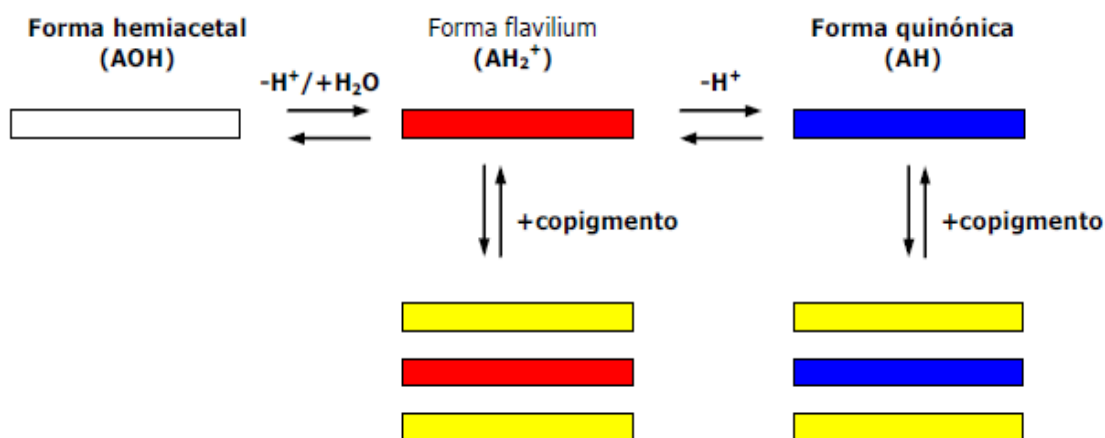 Forma hemiacetal
(AOH)
Forma flavilium
(AH₂⁺)
Forma quinónica
(AH)
-H⁺/+H₂O
-H⁺
+copigmento
+copigmento